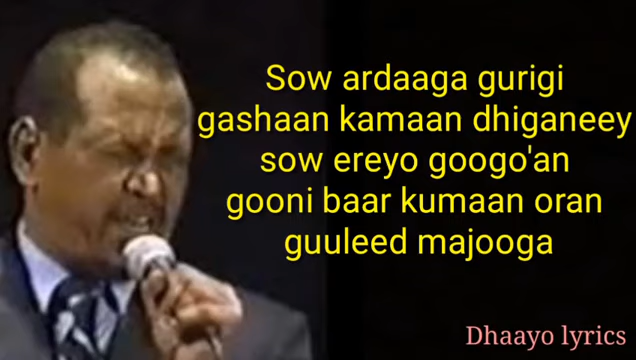 Sow ardaaga gurigi
gashaan kamaan dhiganeey
sow ereyo googo'an
gooni baar kumaan oran
guuleed majooga
Dhaayo lyrics